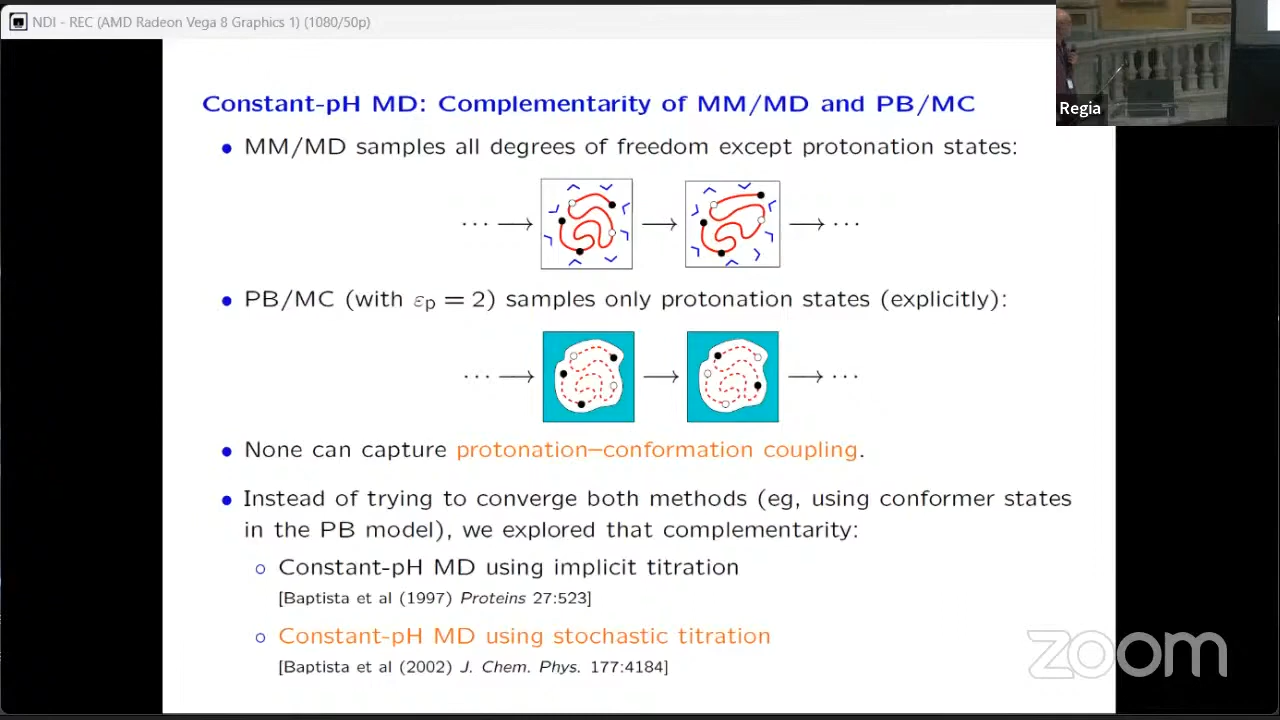 NDI - REC (AMD Radeon Vega 8 Graphics 1) (1080/50p)
Regia
Constant-pH MD: Complementarity of MM/MD and PB/MC
• MM/MD samples all degrees of freedom except protonation states:
··· → → → ···
• PB/MC (with εp = 2) samples only protonation states (explicitly):
··· → → → ···
• None can capture protonation–conformation coupling.
• Instead of trying to converge both methods (eg, using conformer states
in the PB model), we explored that complementarity:
○ Constant-pH MD using implicit titration
[Baptista et al (1997) Proteins 27:523]
○ Constant-pH MD using stochastic titration
[Baptista et al (2002) J. Chem. Phys. 177:4184]
zoom